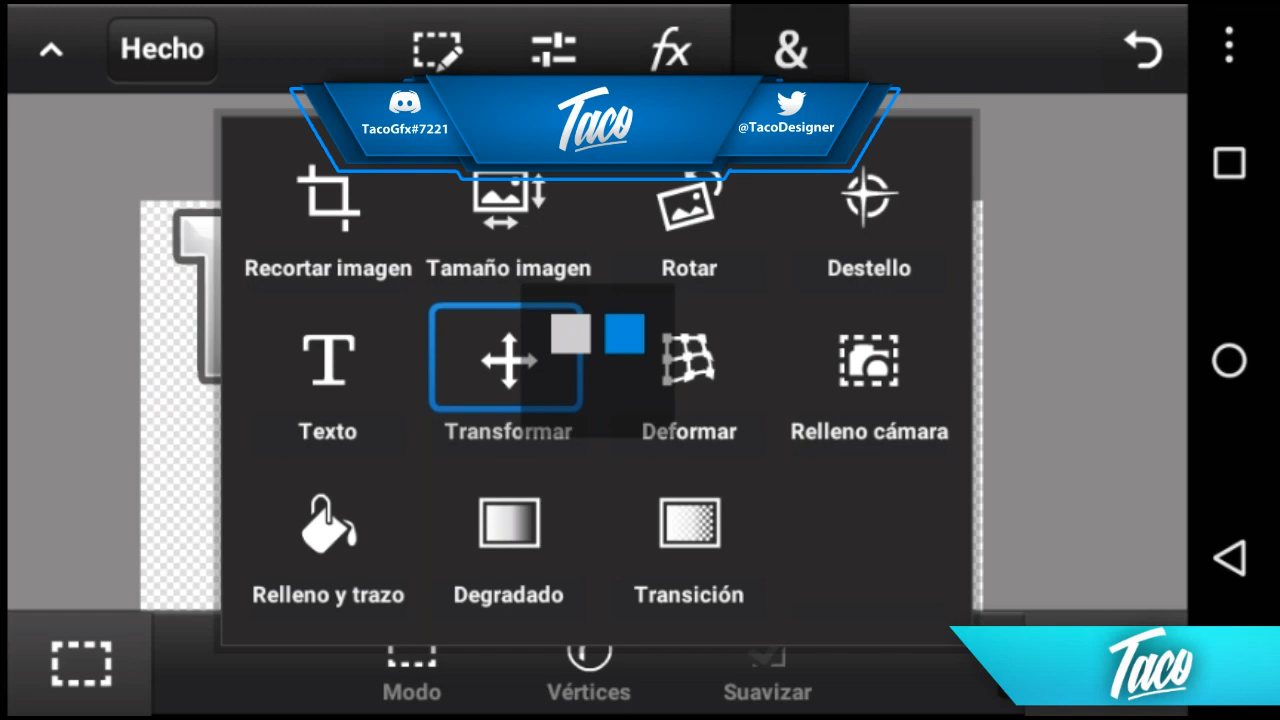 Hecho
fx
&
TacoGfx#7221
Taco
@TacoDesigner
Recortar imagen
Tamaño imagen
Rotar
Destello
T
Texto
Transformar
Deformar
Relleno cámara
Relleno y trazo
Degradado
Transición
Modo
Vértices
Suavizar
Taco